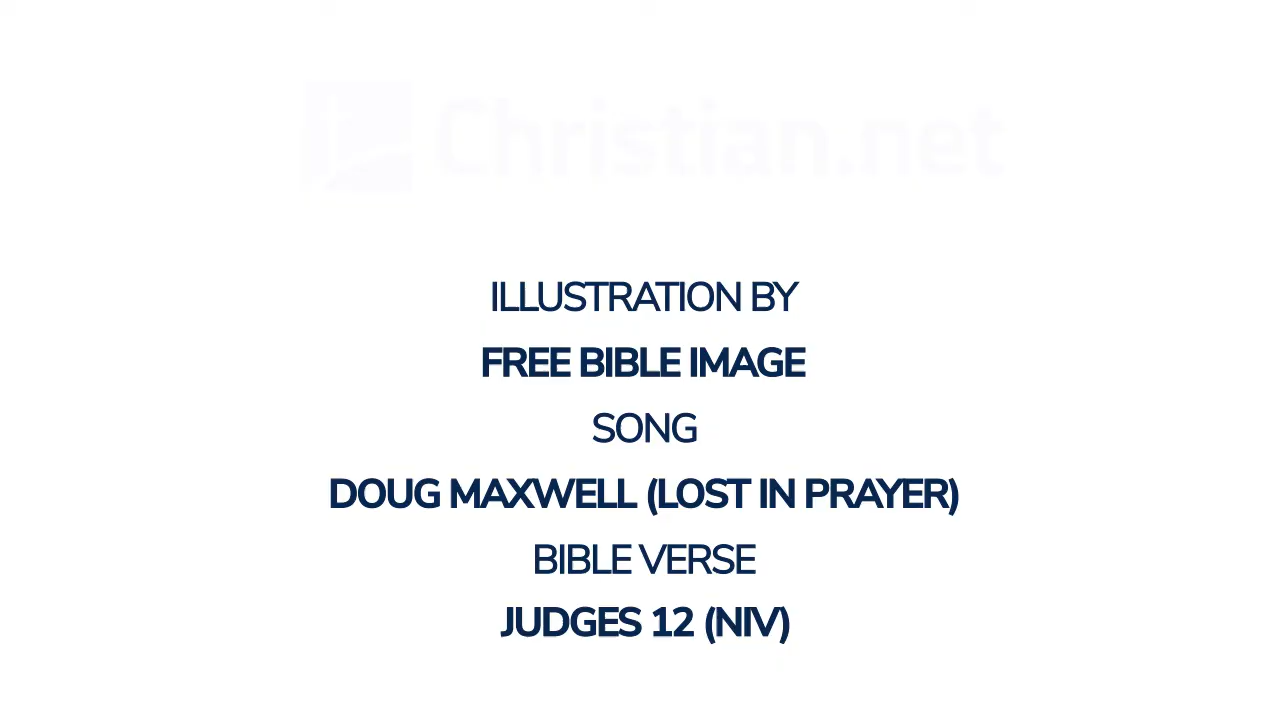 Christian.net
ILLUSTRATION BY
FREE BIBLE IMAGE
SONG
DOUG MAXWELL (LOST IN PRAYER)
BIBLE VERSE
JUDGES 12 (NIV)